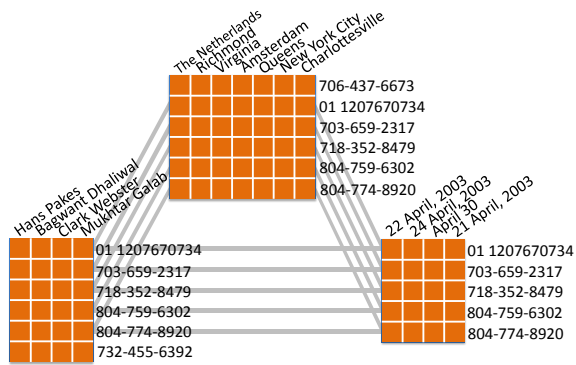 The Netherlands
Richmond
Virginia
Amsterdam
Queens
New York City
Charlottesville
706-437-6673
01 1207670734
703-659-2317
718-352-8479
804-759-6302
804-774-8920
Hans Pakes
Bagwant Dhaliwal
Clark Webster
Mukhtar Galab
01 1207670734
703-659-2317
718-352-8479
804-759-6302
804-774-8920
732-455-6392
22 April, 2003
24 April, 2003
April 30
21 April, 2003
01 1207670734
703-659-2317
718-352-8479
804-759-6302
804-774-8920